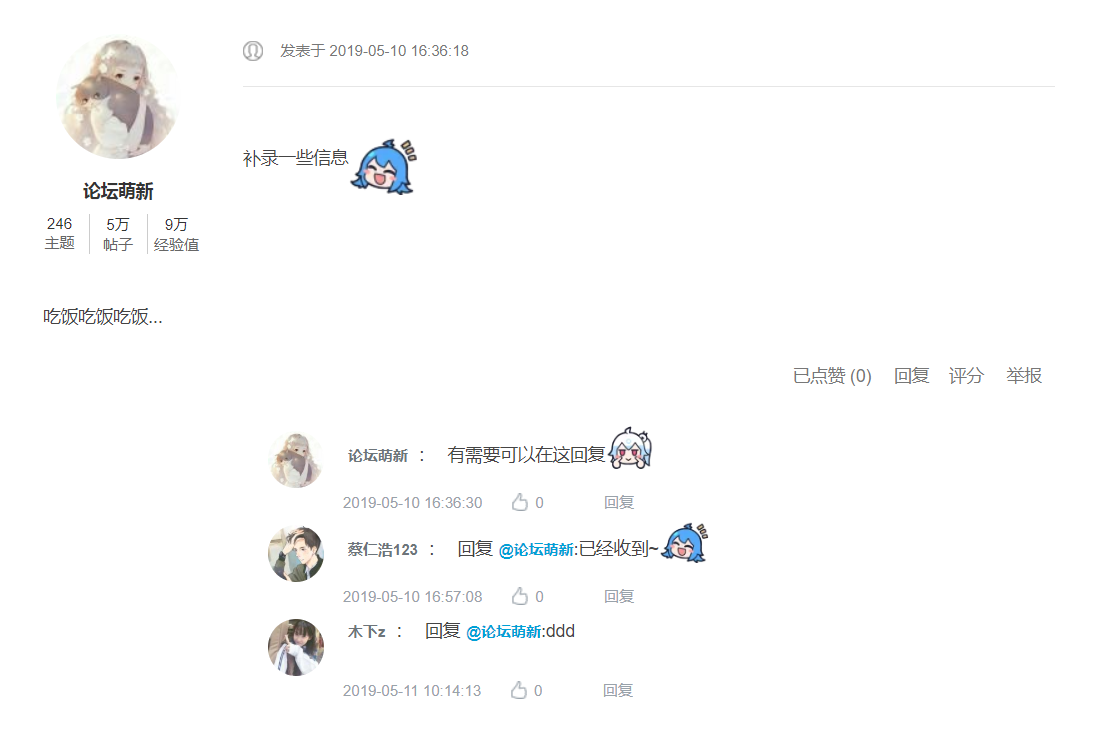 发表于 2019-05-10 16:36:18
补录一些信息
论坛萌新
246 5万 9万
主题 帖子 经验值
吃饭吃饭吃饭...
已点赞 (0) 回复 评分 举报
论坛萌新 ： 有需要可以在这回复
2019-05-10 16:36:30 0 回复
蔡仁浩123 ： 回复 @论坛萌新:已经收到~
2019-05-10 16:57:08 0 回复
木下z ： 回复 @论坛萌新:ddd
2019-05-11 10:14:13 0 回复